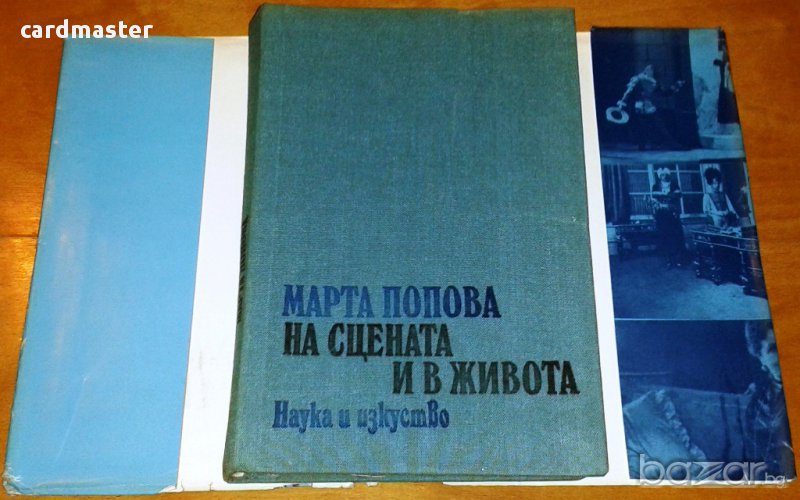 cardmaster
МАРТА ПОПОВА
НА СЦЕНАТА
И В ЖИВОТА
Наука и изкуство
bazar.bg